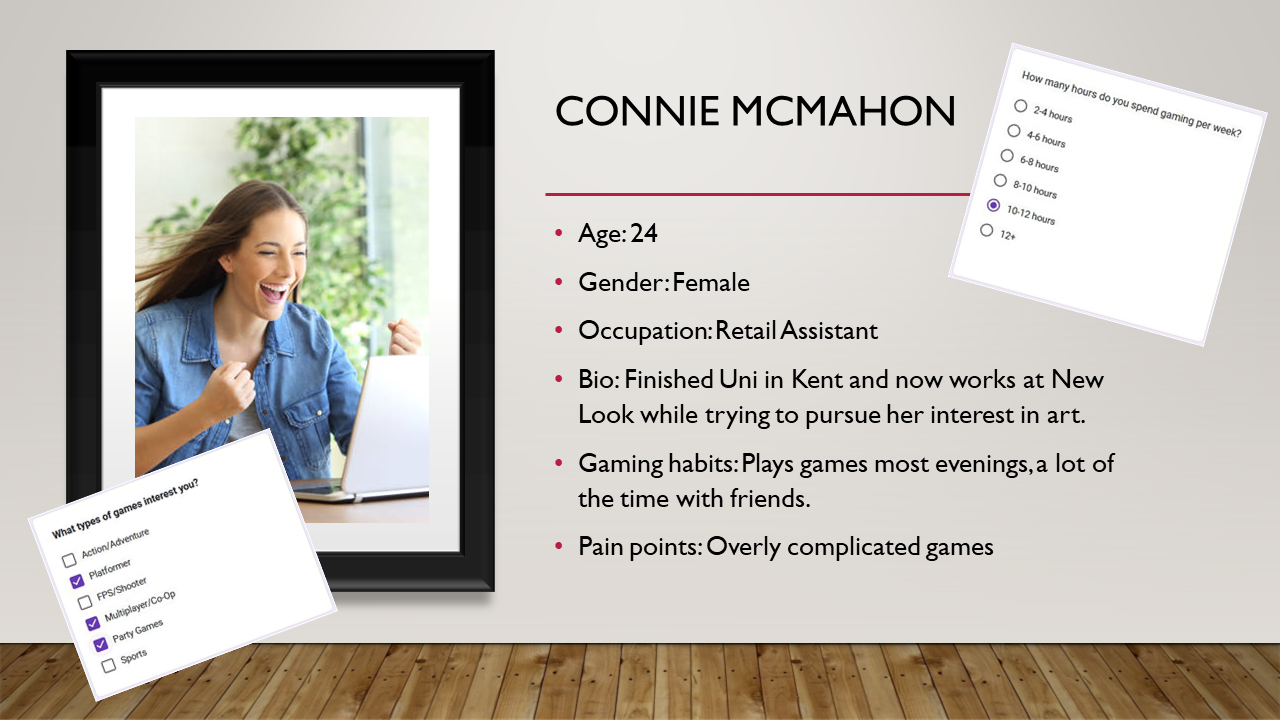 CONNIE MCMAHON
How many hours do you spend gaming per week?
2-4 hours
4-6 hours
6-8 hours
8-10 hours
10-12 hours
12+
• Age: 24
• Gender: Female
• Occupation: Retail Assistant
• Bio: Finished Uni in Kent and now works at New
Look while trying to pursue her interest in art.
• Gaming habits: Plays games most evenings, a lot of
the time with friends.
• Pain points: Overly complicated games
What types of games interest you?
Action/Adventure
Platformer
FPS/Shooter
Multiplayer/Co-Op
Party Games
Sports